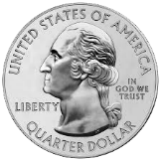 UNITED STATES OF AMERICA
IN
GOD WE
TRUST
LIBERTY
QUARTER DOLLAR